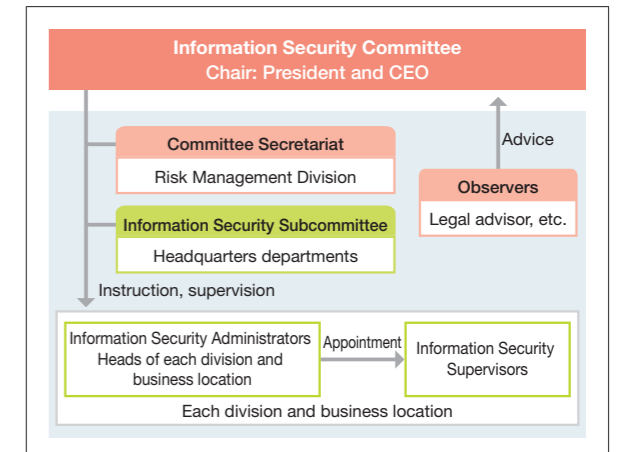 Information Security Committee
Chair: President and CEO
Committee Secretariat
Risk Management Division
Advice
Observers
Legal advisor, etc.
Information Security Subcommittee
Headquarters departments
Instruction, supervision
Information Security Administrators
Heads of each division and
business location
Appointment
Information Security
Supervisors
Each division and business location